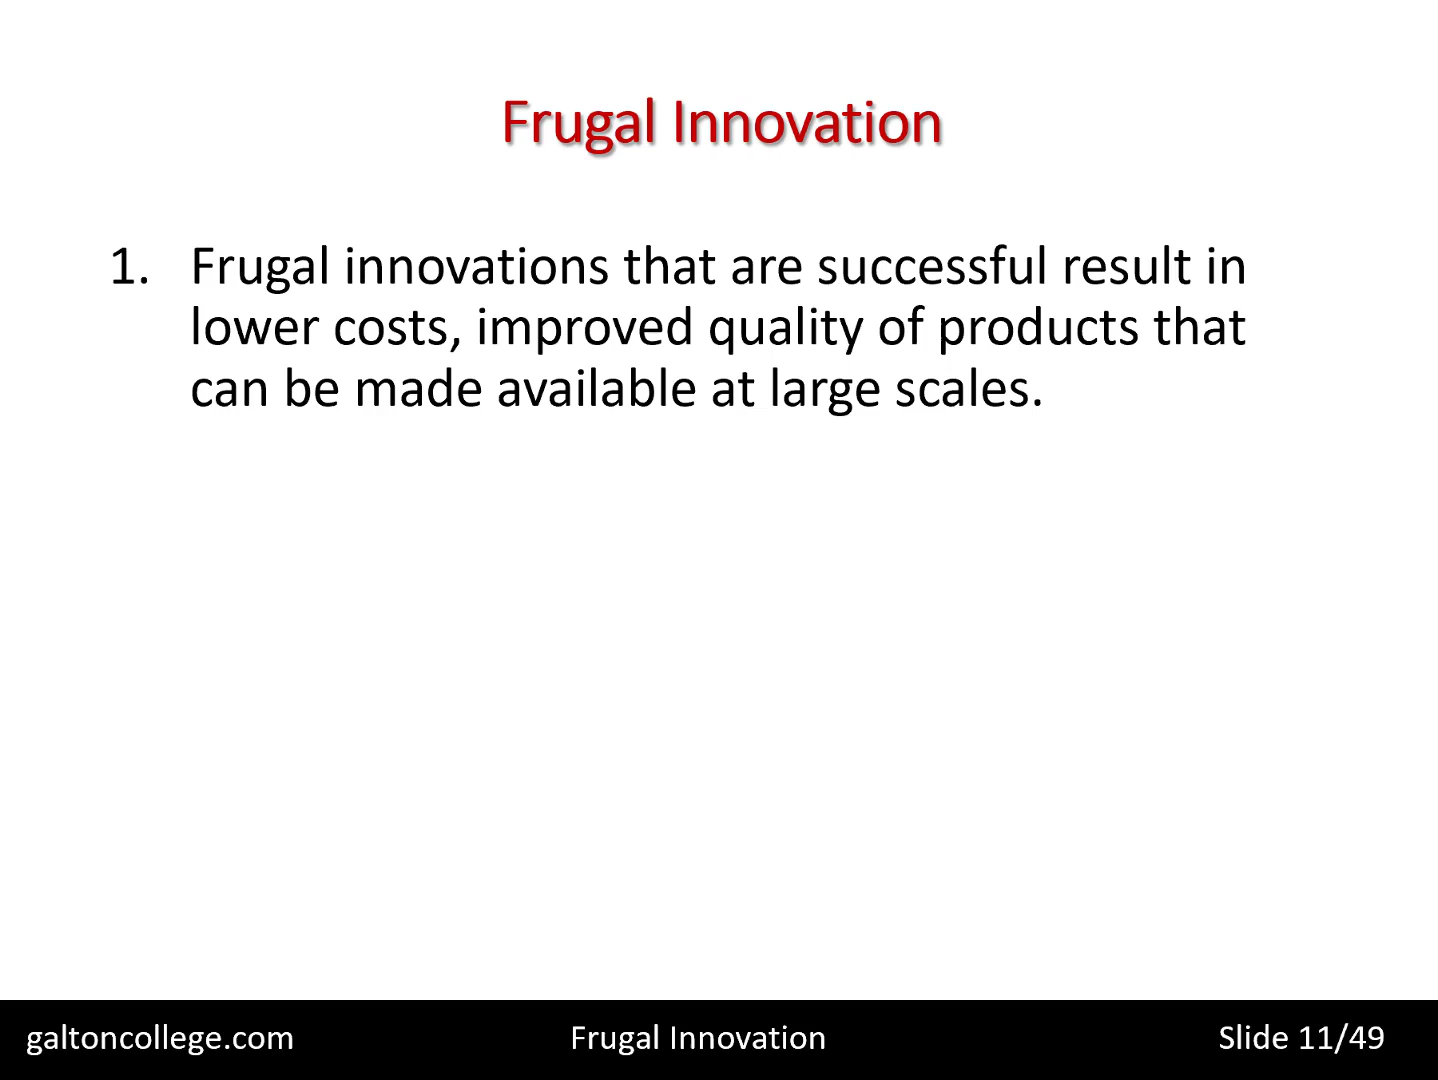 Frugal Innovation
1. Frugal innovations that are successful result in
lower costs, improved quality of products that
can be made available at large scales.
galtoncollege.com Frugal Innovation Slide 11/49